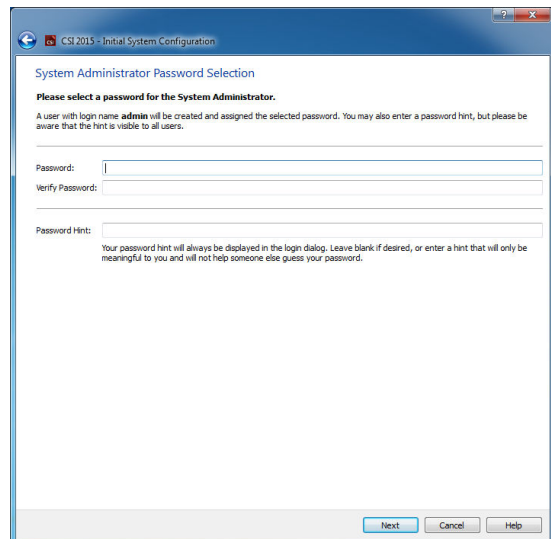 CSI 2015 - Initial System Configuration
System Administrator Password Selection
Please select a password for the System Administrator.
A user with login name admin will be created and assigned the selected password. You may also enter a password hint, but please be
aware that the hint is visible to all users.
Password:
Verify Password:
Password Hint:
Your password hint will always be displayed in the login dialog. Leave blank if desired, or enter a hint that will only be
meaningful to you and will not help someone else guess your password.
Next Cancel Help